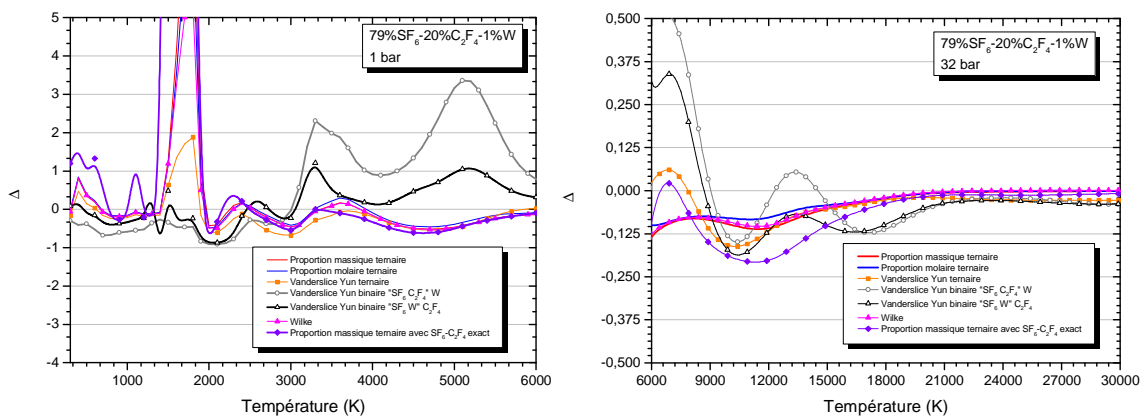 79%SF₆-20%C₂F₄-1%W
1 bar
Δ
5
4
3
2
1
0
-1
-2
-3
-4
Proportion massique ternaire
Proportion molaire ternaire
Vanderslice Yun ternaire
Vanderslice Yun binaire "SF₆ C₂F₄" W
Vanderslice Yun binaire "SF₆ W" C₂F₄
Wilke
Proportion massique ternaire avec SF₆-C₂F₄ exact
1000 2000 3000 4000 5000 6000
Température (K)
79%SF₆-20%C₂F₄-1%W
32 bar
Δ
0,500
0,375
0,250
0,125
0,000
-0,125
-0,250
-0,375
-0,500
Proportion massique ternaire
Proportion molaire ternaire
Vanderslice Yun ternaire
Vanderslice Yun binaire "SF₆ C₂F₄" W
Vanderslice Yun binaire "SF₆ W" C₂F₄
Wilke
Proportion massique ternaire avec SF₆-C₂F₄ exact
6000 9000 12000 15000 18000 21000 24000 27000 30000
Température (K)